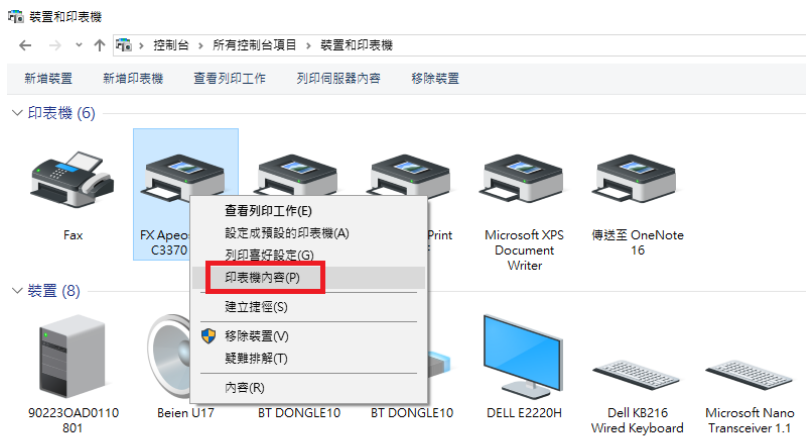 裝置和印表機
控制台 › 所有控制台項目 › 裝置和印表機
新增裝置 新增印表機 查看列印工作 列印伺服器內容 移除裝置
印表機 (6)
Fax
FX Apeo
C3370
Print
Microsoft XPS
Document
Writer
傳送至 OneNote
16
查看列印工作(E)
設定成預設的印表機(A)
列印喜好設定(G)
印表機內容(P)
建立捷徑(S)
移除裝置(V)
疑難排解(T)
內容(R)
裝置 (8)
90223OAD0110
801
Beien U17
BT DONGLE10
BT DONGLE10
DELL E2220H
Dell KB216
Wired Keyboard
Microsoft Nano
Transceiver 1.1